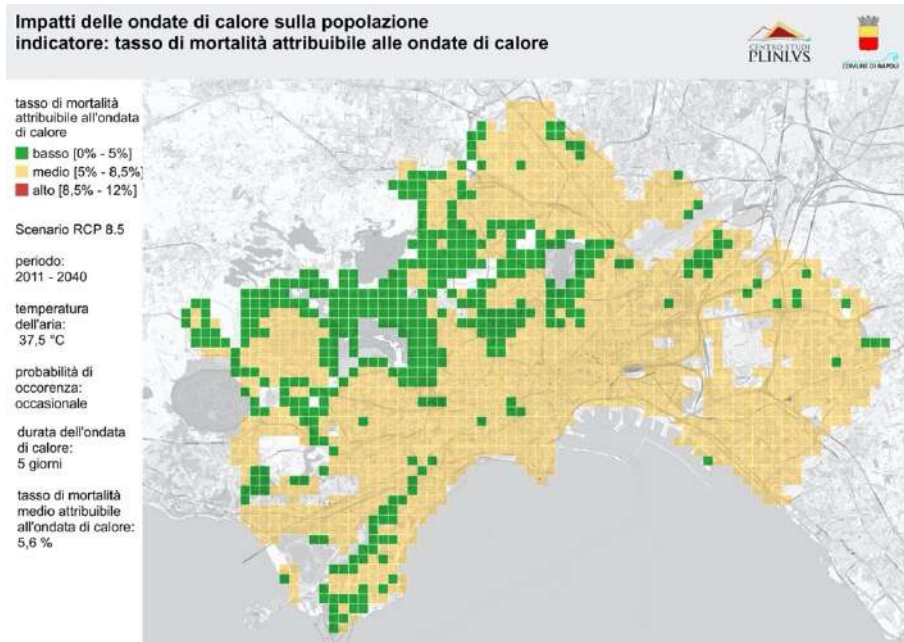 Impatti delle ondate di calore sulla popolazione
indicatore: tasso di mortalità attribuibile alle ondate di calore
CENTRO STUDI
PLINIVS
COMUNE DI NAPOLI
tasso di mortalità
attribuibile all'ondata
di calore
basso [0% - 5%]
medio [5% - 8,5%]
alto [8,5% - 12%]
Scenario RCP 8.5
periodo:
2011 - 2040
temperatura
dell'aria:
37,5 °C
probabilità di
occorenza:
occasionale
durata dell'ondata
di calore:
5 giorni
tasso di mortalità
medio attribuibile
all'ondata di calore:
5,6 %